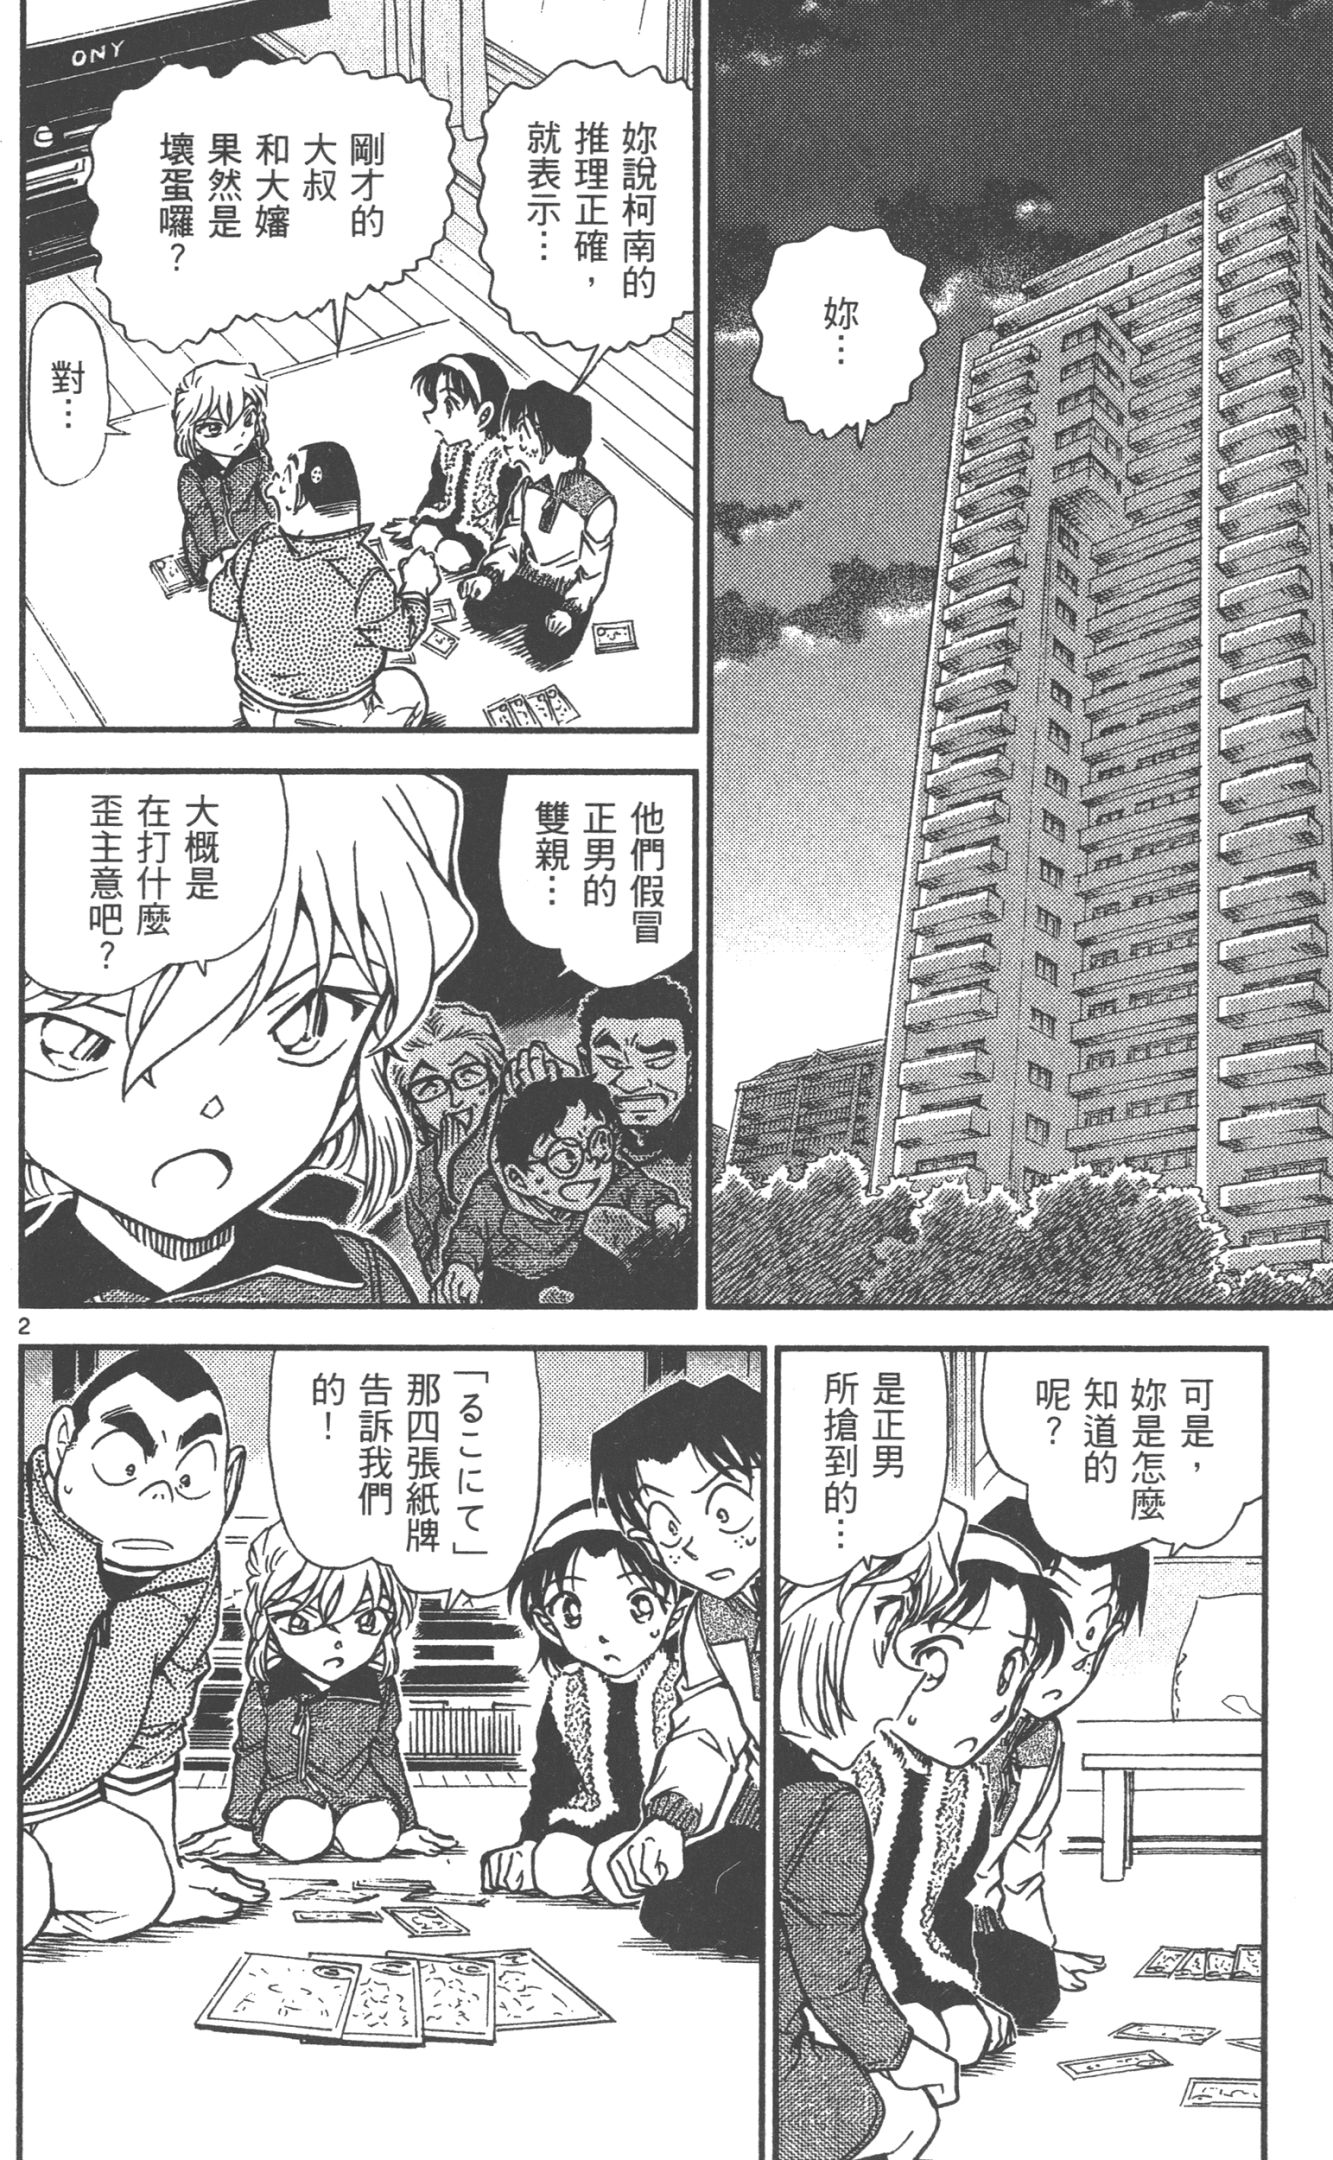 妳…
妳說柯南的
推理正確，
就表示…
剛才的
大叔
和大嬸
果然是
壞蛋囉？
對…
ONY
他們假冒
正男的
雙親…
大概是
在打什麼
歪主意吧？
2
可是，
妳是怎麼
知道的
呢？
是正男
所搶到的…
「るこにて」
那四張紙牌
告訴我們
的！